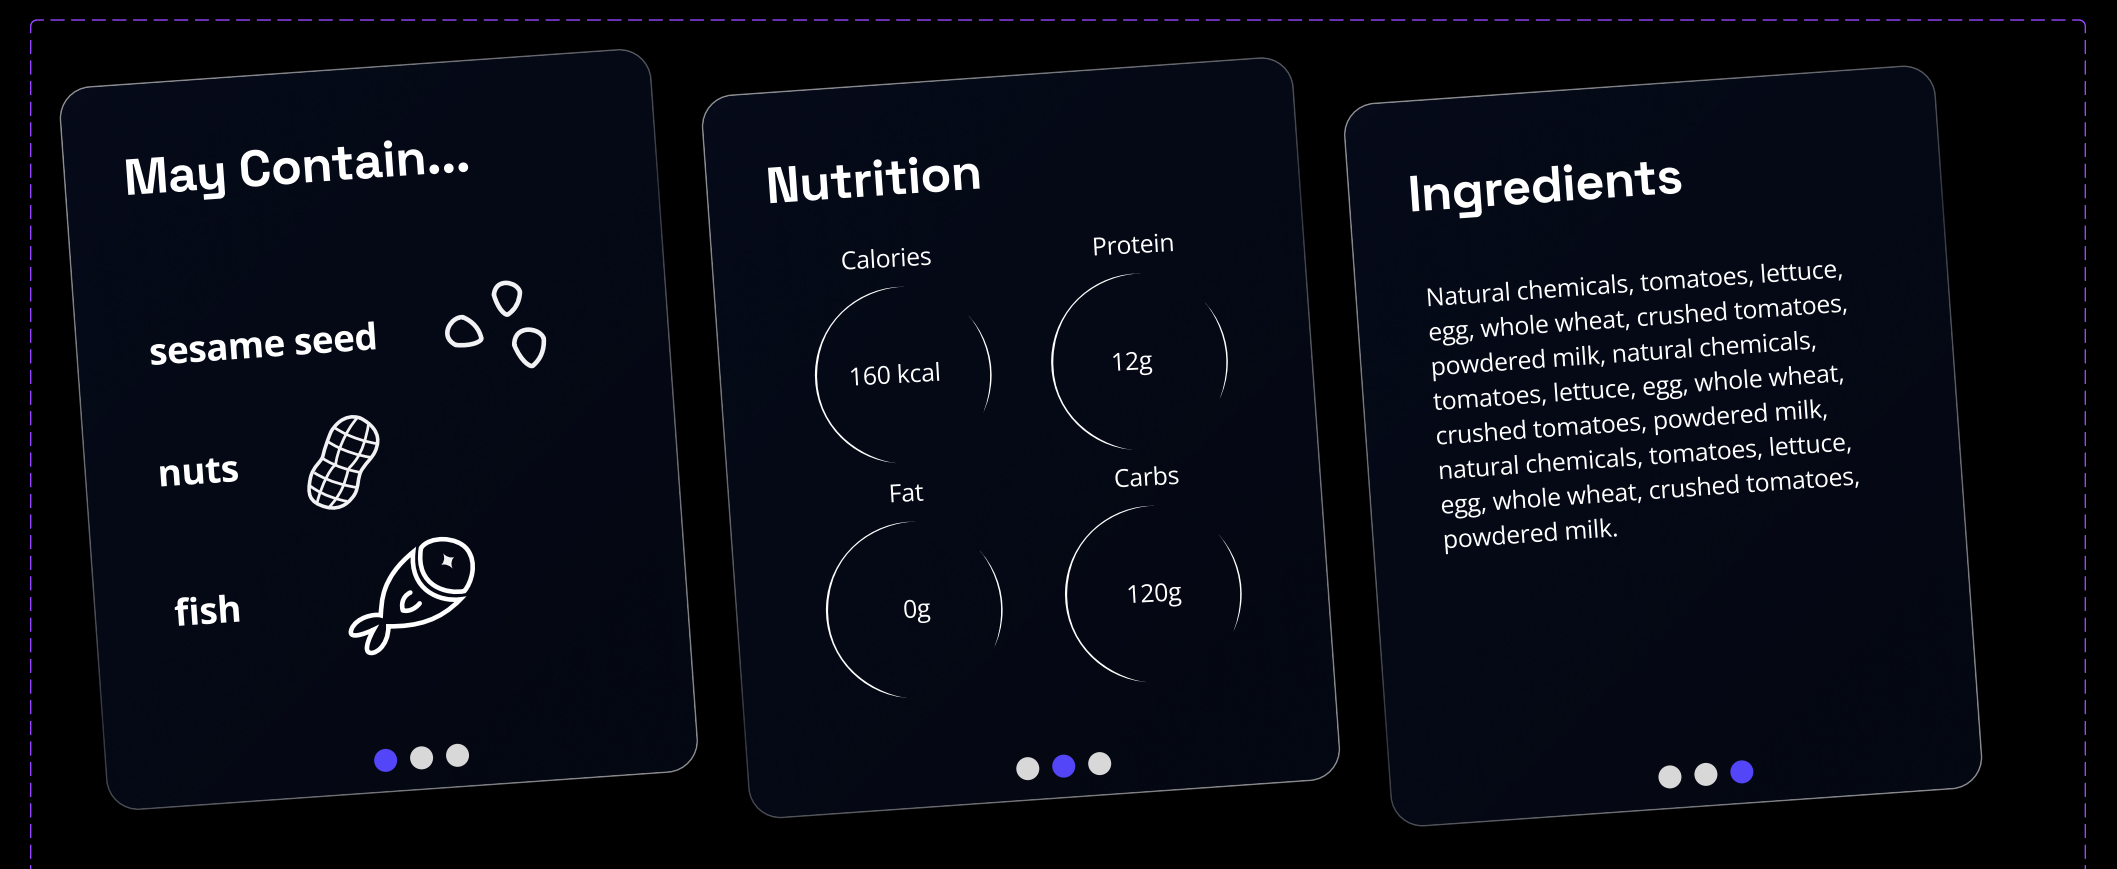 May Contain...
sesame seed
nuts
fish
Nutrition
Calories
160 kcal
Protein
12g
Fat
0g
Carbs
120g
Ingredients
Natural chemicals, tomatoes, lettuce,
egg, whole wheat, crushed tomatoes,
powdered milk, natural chemicals,
tomatoes, lettuce, egg, whole wheat,
crushed tomatoes, powdered milk,
natural chemicals, tomatoes, lettuce,
egg, whole wheat, crushed tomatoes,
powdered milk.